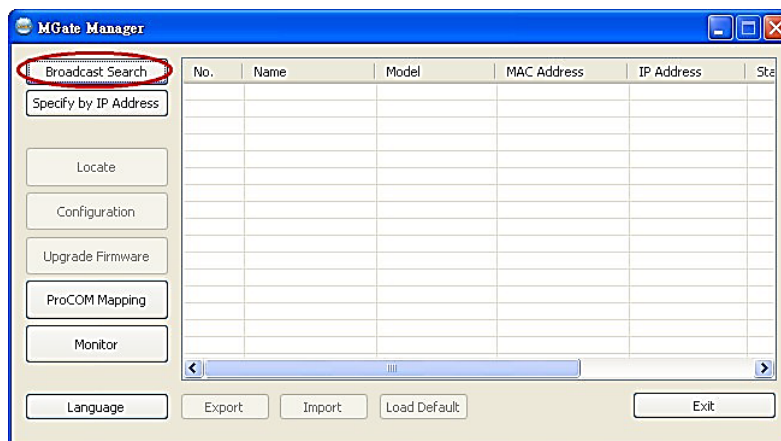 MGate Manager
Broadcast Search
No. Name Model MAC Address IP Address Sta
Specify by IP Address
Locate
Configuration
Upgrade Firmware
ProCOM Mapping
Monitor
Language Export Import Load Default Exit